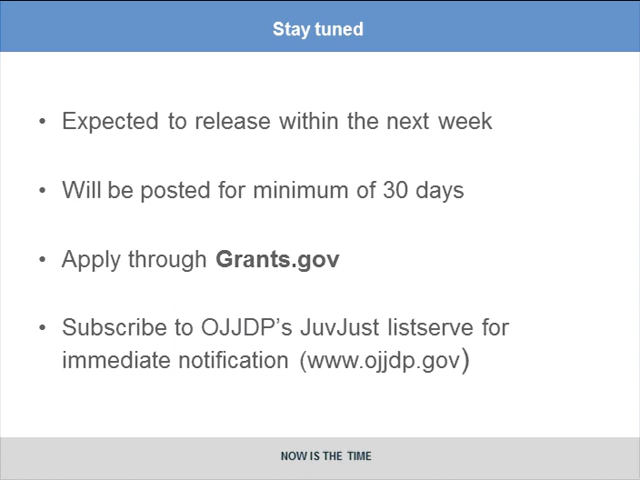 Stay tuned
• Expected to release within the next week
• Will be posted for minimum of 30 days
• Apply through Grants.gov
• Subscribe to OJJDP's JuvJust listserve for
immediate notification (www.ojjdp.gov)
NOW IS THE TIME